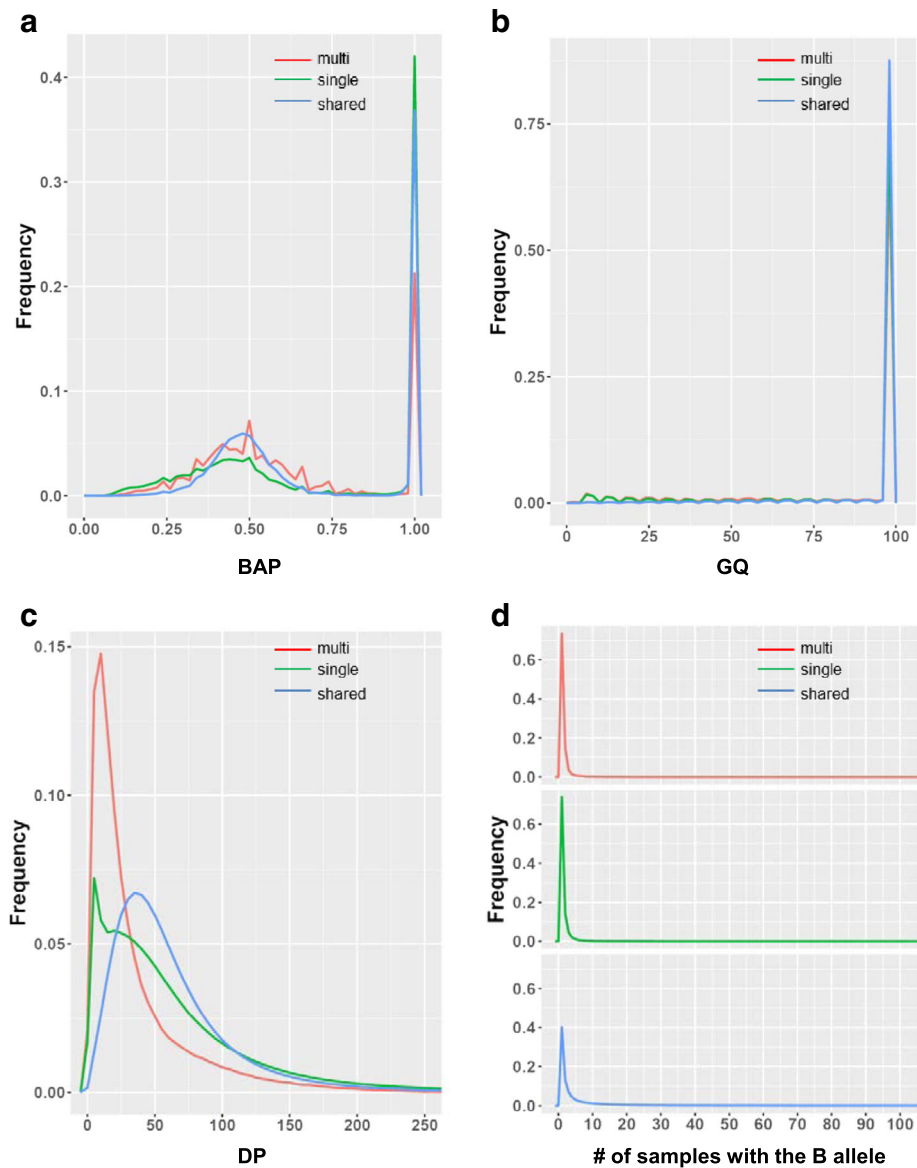 a
multi
single
shared
Frequency
0.4
0.3
0.2
0.1
0.0
0.00 0.25 0.50 0.75 1.00
BAP
b
multi
single
shared
Frequency
0.75
0.50
0.25
0.00
0 25 50 75 100
GQ
c
multi
single
shared
Frequency
0.15
0.10
0.05
0.00
0 50 100 150 200 250
DP
d
multi
single
shared
Frequency
0.6
0.4
0.2
0.0
0.6
0.4
0.2
0.0
0.6
0.4
0.2
0.0
0 10 20 30 40 50 60 70 80 90 100
# of samples with the B allele